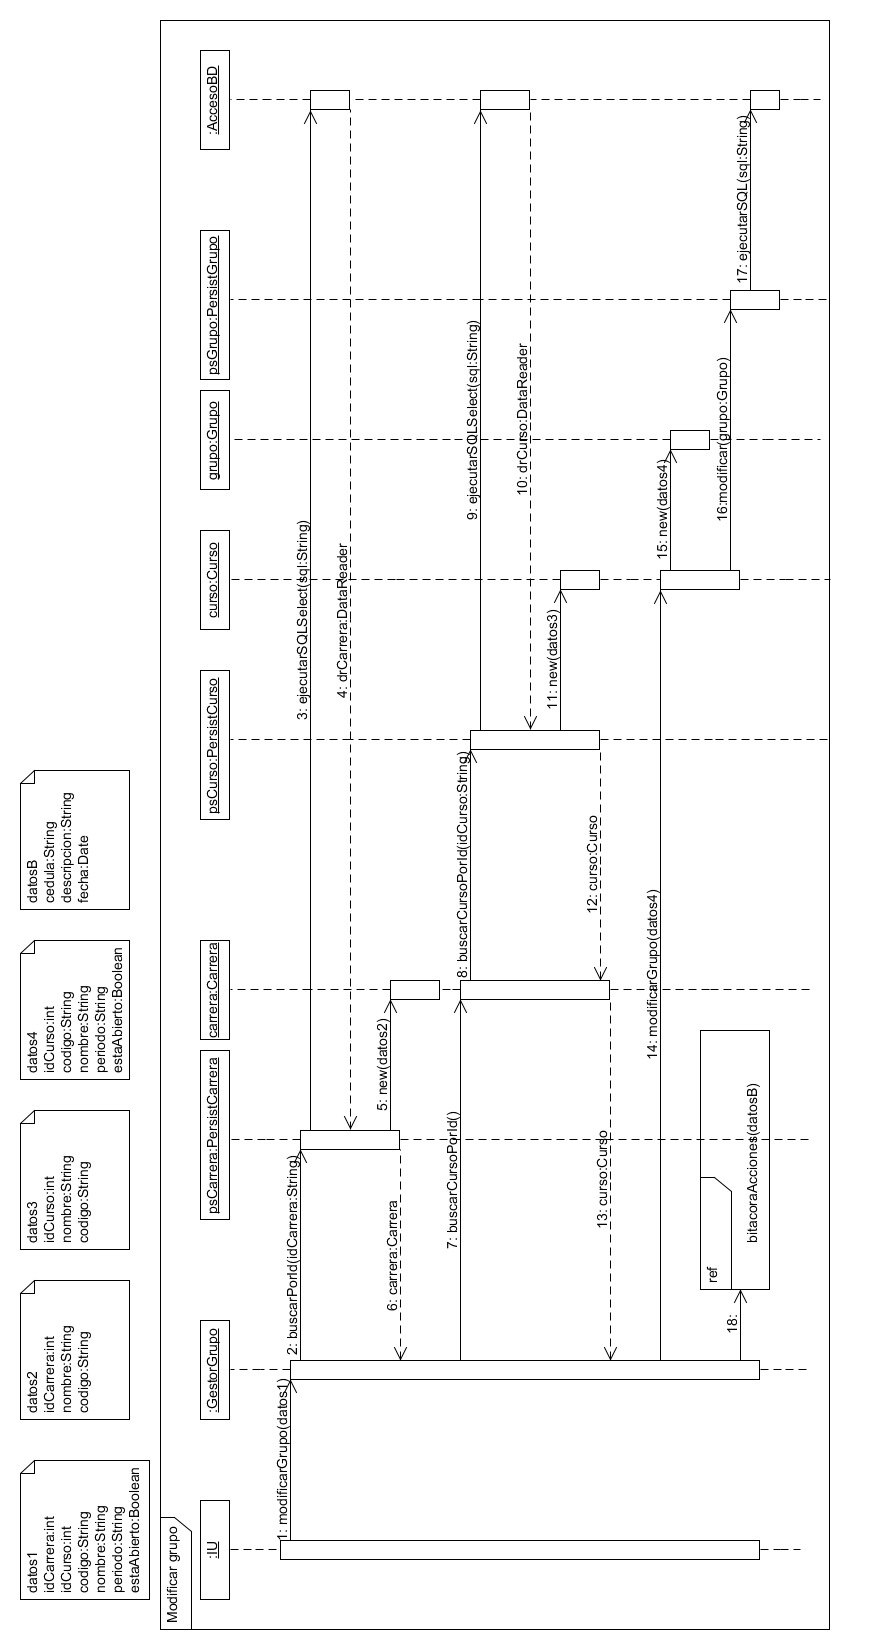 datos1
idCarrera:int
idCurso:int
codigo:String
nombre:String
periodo:String
estaAbierto:Boolean
datos2
idCarrera:int
nombre:String
codigo:String
datos3
idCurso:int
nombre:String
codigo:String
datos4
idCurso:int
codigo:String
nombre:String
periodo:String
estaAbierto:Boolean
datosB
cedula:String
descripcion:String
fecha:Date
Modificar grupo
:IU
:GestorGrupo
psCarrera:PersistCarrera
carrera:Carrera
psCurso:PersistCurso
curso:Curso
grupo:Grupo
psGrupo:PersistGrupo
:AccesoBD
1: modificarGrupo(datos1)
2: buscarPorId(idCarrera:String)
3: ejecutarSQLSelect(sql:String)
4: drCarrera:DataReader
5: new(datos2)
6: carrera:Carrera
7: buscarCursoPorId()
8: buscarCursoPorId(idCurso:String)
9: ejecutarSQLSelect(sql:String)
10: drCurso:DataReader
11: new(datos3)
12: curso:Curso
13: curso:Curso
14: modificarGrupo(datos4)
15: new(datos4)
16:modificar(grupo:Grupo)
17: ejecutarSQL(sql:String)
18:
ref
bitacoraAcciones(datosB)